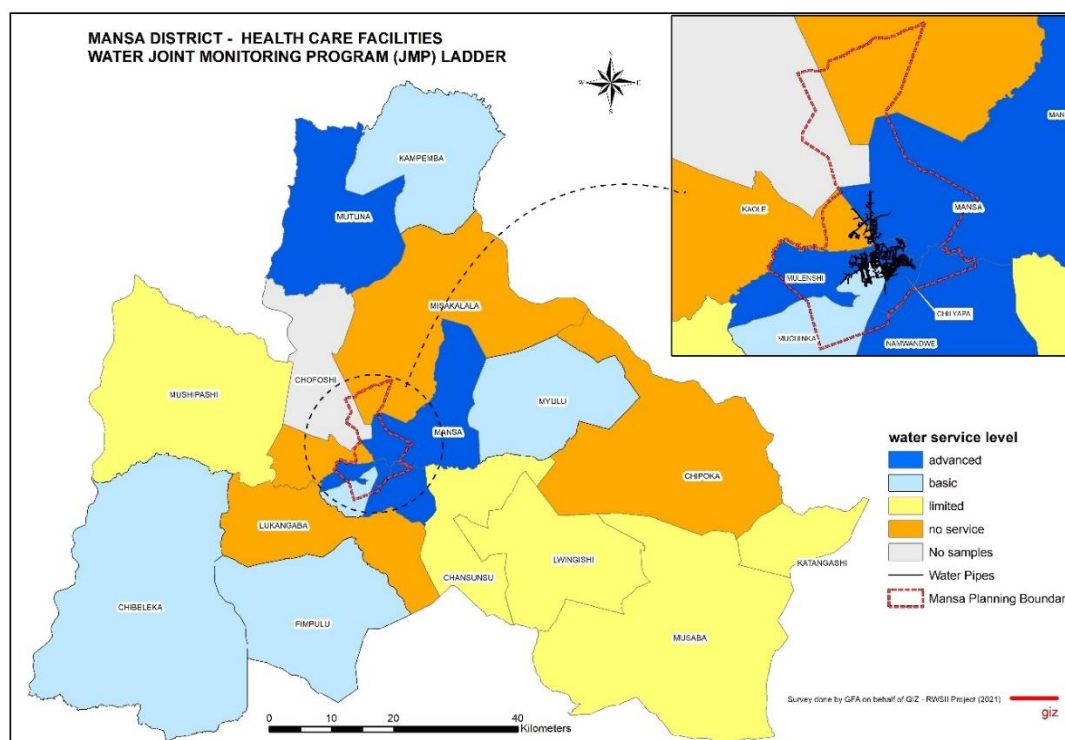 MANSA DISTRICT - HEALTH CARE FACILITIES
WATER JOINT MONITORING PROGRAM (JMP) LADDER
N
W
E
S
KAMPEMBA
MUTUNA
MISAKALALA
CHOFOSHI
MUSHIPASHI
MYULU
MANSA
CHIPOKA
LUKANGABA
LWINGISHI
KATANGASHI
CHANSUNSU
CHIBELEKA
FIMPULU
MUSABA
MAN
KAOLE
MANSA
MULENSHI
CHILYAPA
MUCHINKA
NAMWANDWE
water service level
advanced
basic
limited
no service
No samples
Water Pipes
Mansa Planning Boundar
0 10 20 40
Kilometers
Survey done by GFA on behalf of GIZ - RWSII Project (2021)
giz